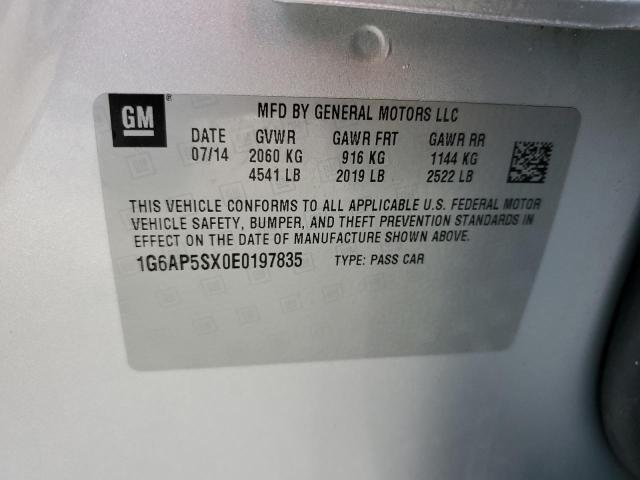 GM ®
MFD BY GENERAL MOTORS LLC
DATE GVWR GAWR FRT GAWR RR
07/14 2060 KG 916 KG 1144 KG
4541 LB 2019 LB 2522 LB
THIS VEHICLE CONFORMS TO ALL APPLICABLE U.S. FEDERAL MOTOR
VEHICLE SAFETY, BUMPER, AND THEFT PREVENTION STANDARDS IN
EFFECT ON THE DATE OF MANUFACTURE SHOWN ABOVE.
1G6AP5SX0E0197835 TYPE: PASS CAR